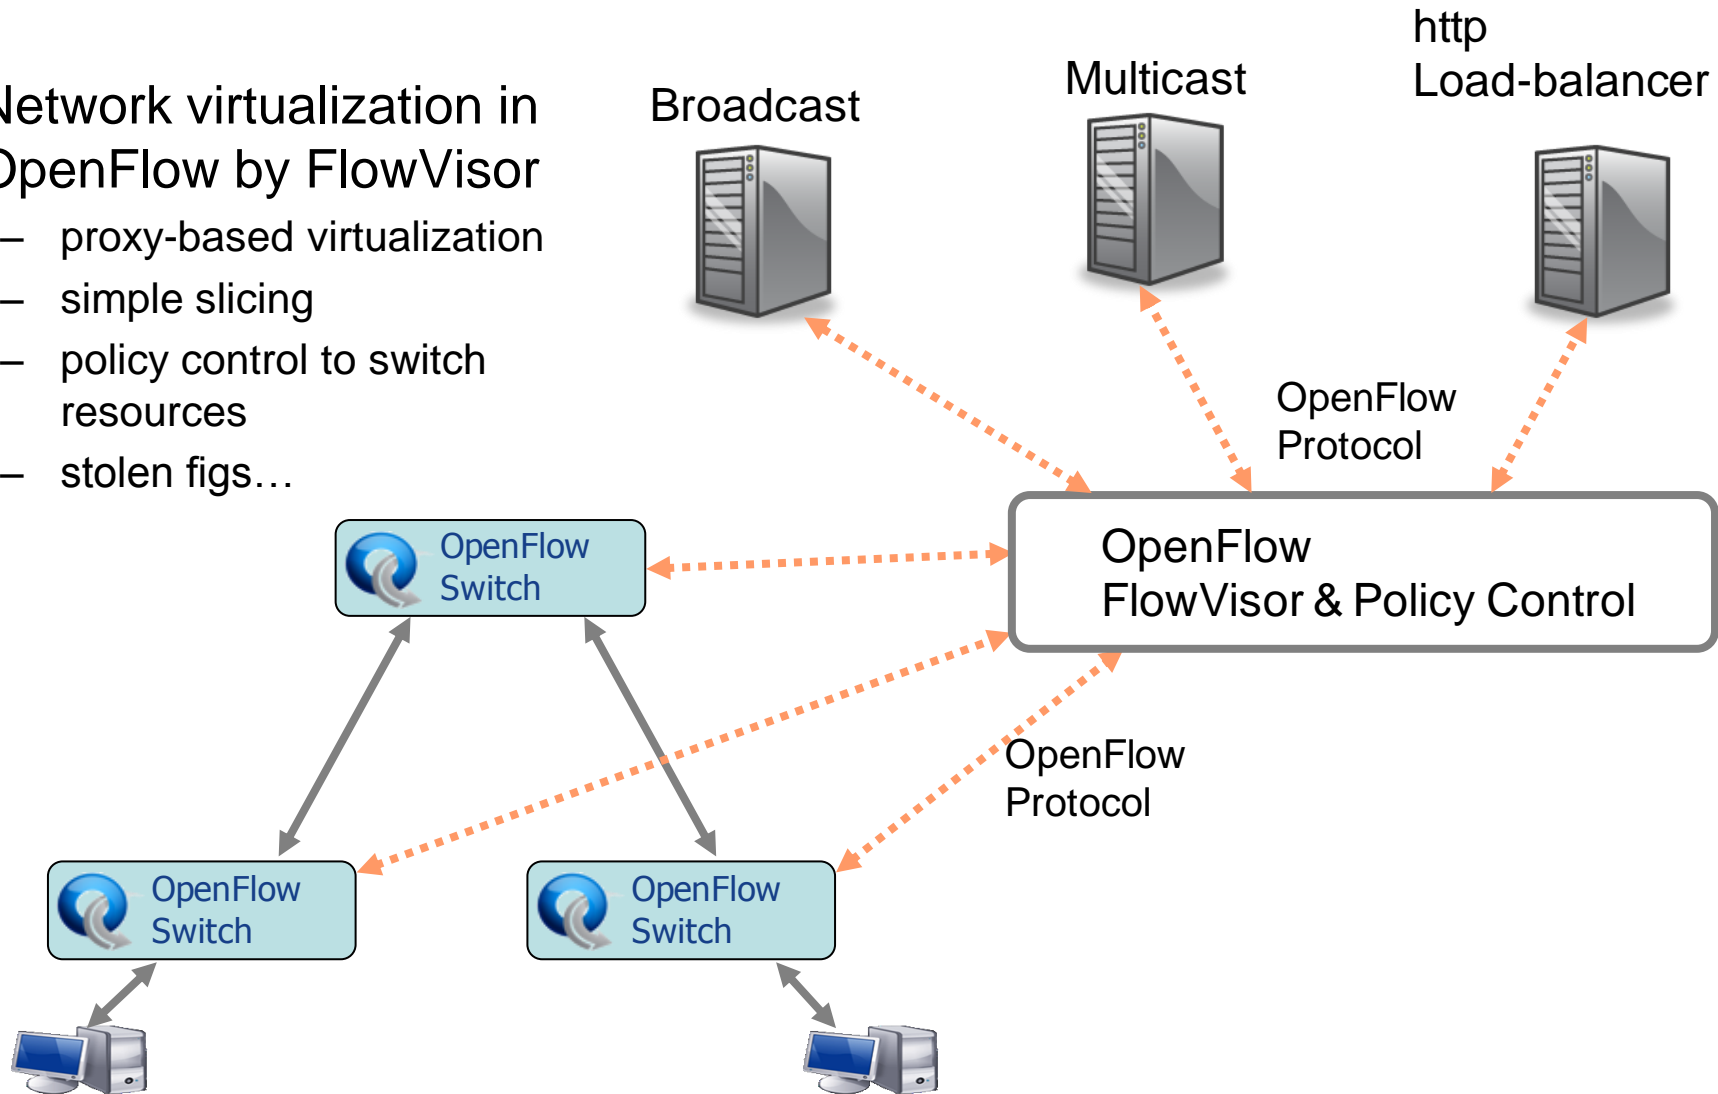 Network virtualization in
OpenFlow by FlowVisor
– proxy-based virtualization
– simple slicing
– policy control to switch
resources
– stolen figs…
Broadcast
Multicast
http
Load-balancer
OpenFlow
Protocol
OpenFlow
FlowVisor & Policy Control
OpenFlow
Switch
OpenFlow
Protocol
OpenFlow
Switch
OpenFlow
Switch